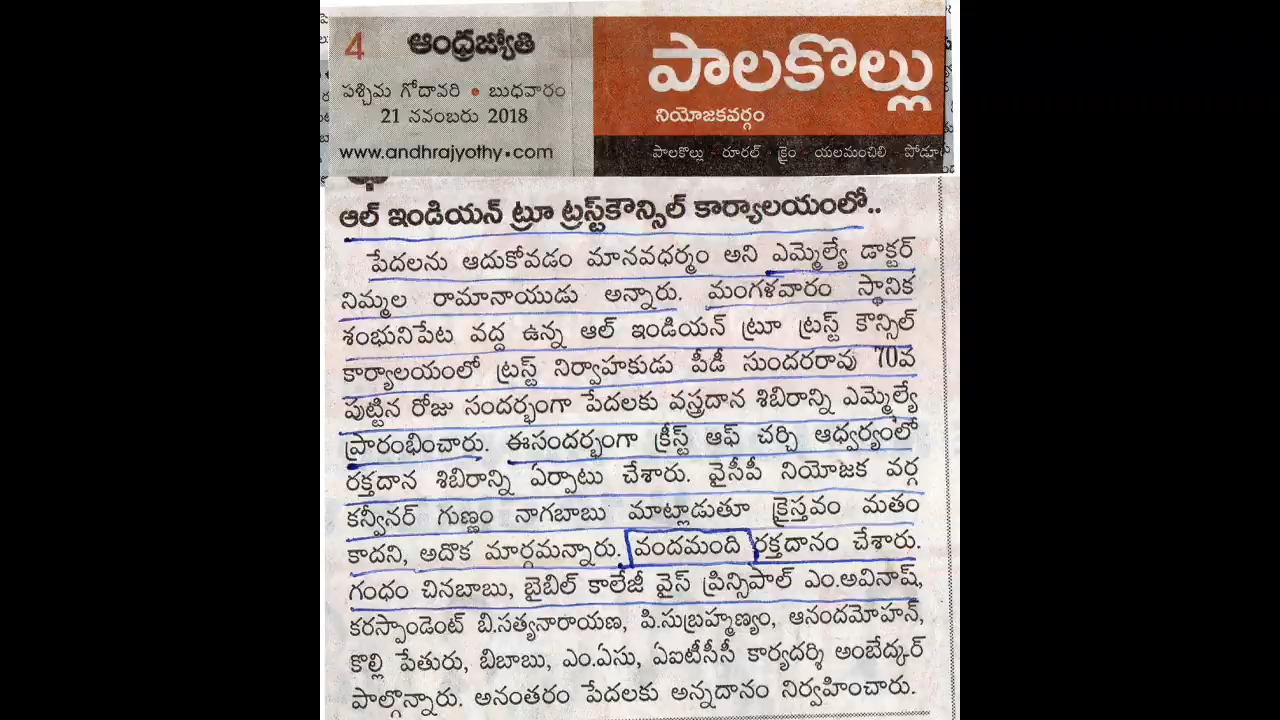 4 ఆంధ్రజ్యోతి
పశ్చిమ గోదావరి • బుధవారం
21 నవంబరు 2018
www.andhrajyothy.com
పాలకొల్లు
నియోజకవర్గం
పాలకొల్లు - రూరల్ - క్రైం - యలమంచిలి - పోడూ
ఆల్ ఇండియన్ ట్రూ ట్రస్ట్‌కౌన్సిల్ కార్యాలయంలో..
పేదలను ఆదుకోవడం మానవధర్మం అని ఎమ్మెల్యే డాక్టర్
నిమ్మల రామానాయుడు అన్నారు. మంగళవారం స్థానిక
శంభునిపేట వద్ద ఉన్న ఆల్ ఇండియన్ ట్రూ ట్రస్ట్ కౌన్సిల్
కార్యాలయంలో ట్రస్ట్ నిర్వాహకుడు పీడీ సుందరరావు 70వ
పుట్టిన రోజు సందర్భంగా పేదలకు వస్త్రదాన శిబిరాన్ని ఎమ్మెల్యే
ప్రారంభించారు. ఈసందర్భంగా క్రీస్ట్ ఆఫ్ చర్చి ఆధ్వర్యంలో
రక్తదాన శిబిరాన్ని ఏర్పాటు చేశారు. వైసీపీ నియోజక వర్గ
కన్వీనర్ గుణ్ణం నాగబాబు మాట్లాడుతూ క్రైస్తవం మతం
కాదని, అదొక మార్గమన్నారు. వందమంది రక్తదానం చేశారు.
గంధం చినబాబు, బైబిల్ కాలేజీ వైస్ ప్రిన్సిపాల్ ఎం.అవినాష్,
కరస్పాండెంట్ బి.సత్యనారాయణ, పి.సుబ్రహ్మణ్యం, ఆనందమోహన్,
కొల్లి పేతురు, బిబాబు, ఎం.ఏసు, ఏఐటీసీసీ కార్యదర్శి అంబేద్కర్
పాల్గొన్నారు. అనంతరం పేదలకు అన్నదానం నిర్వహించారు.